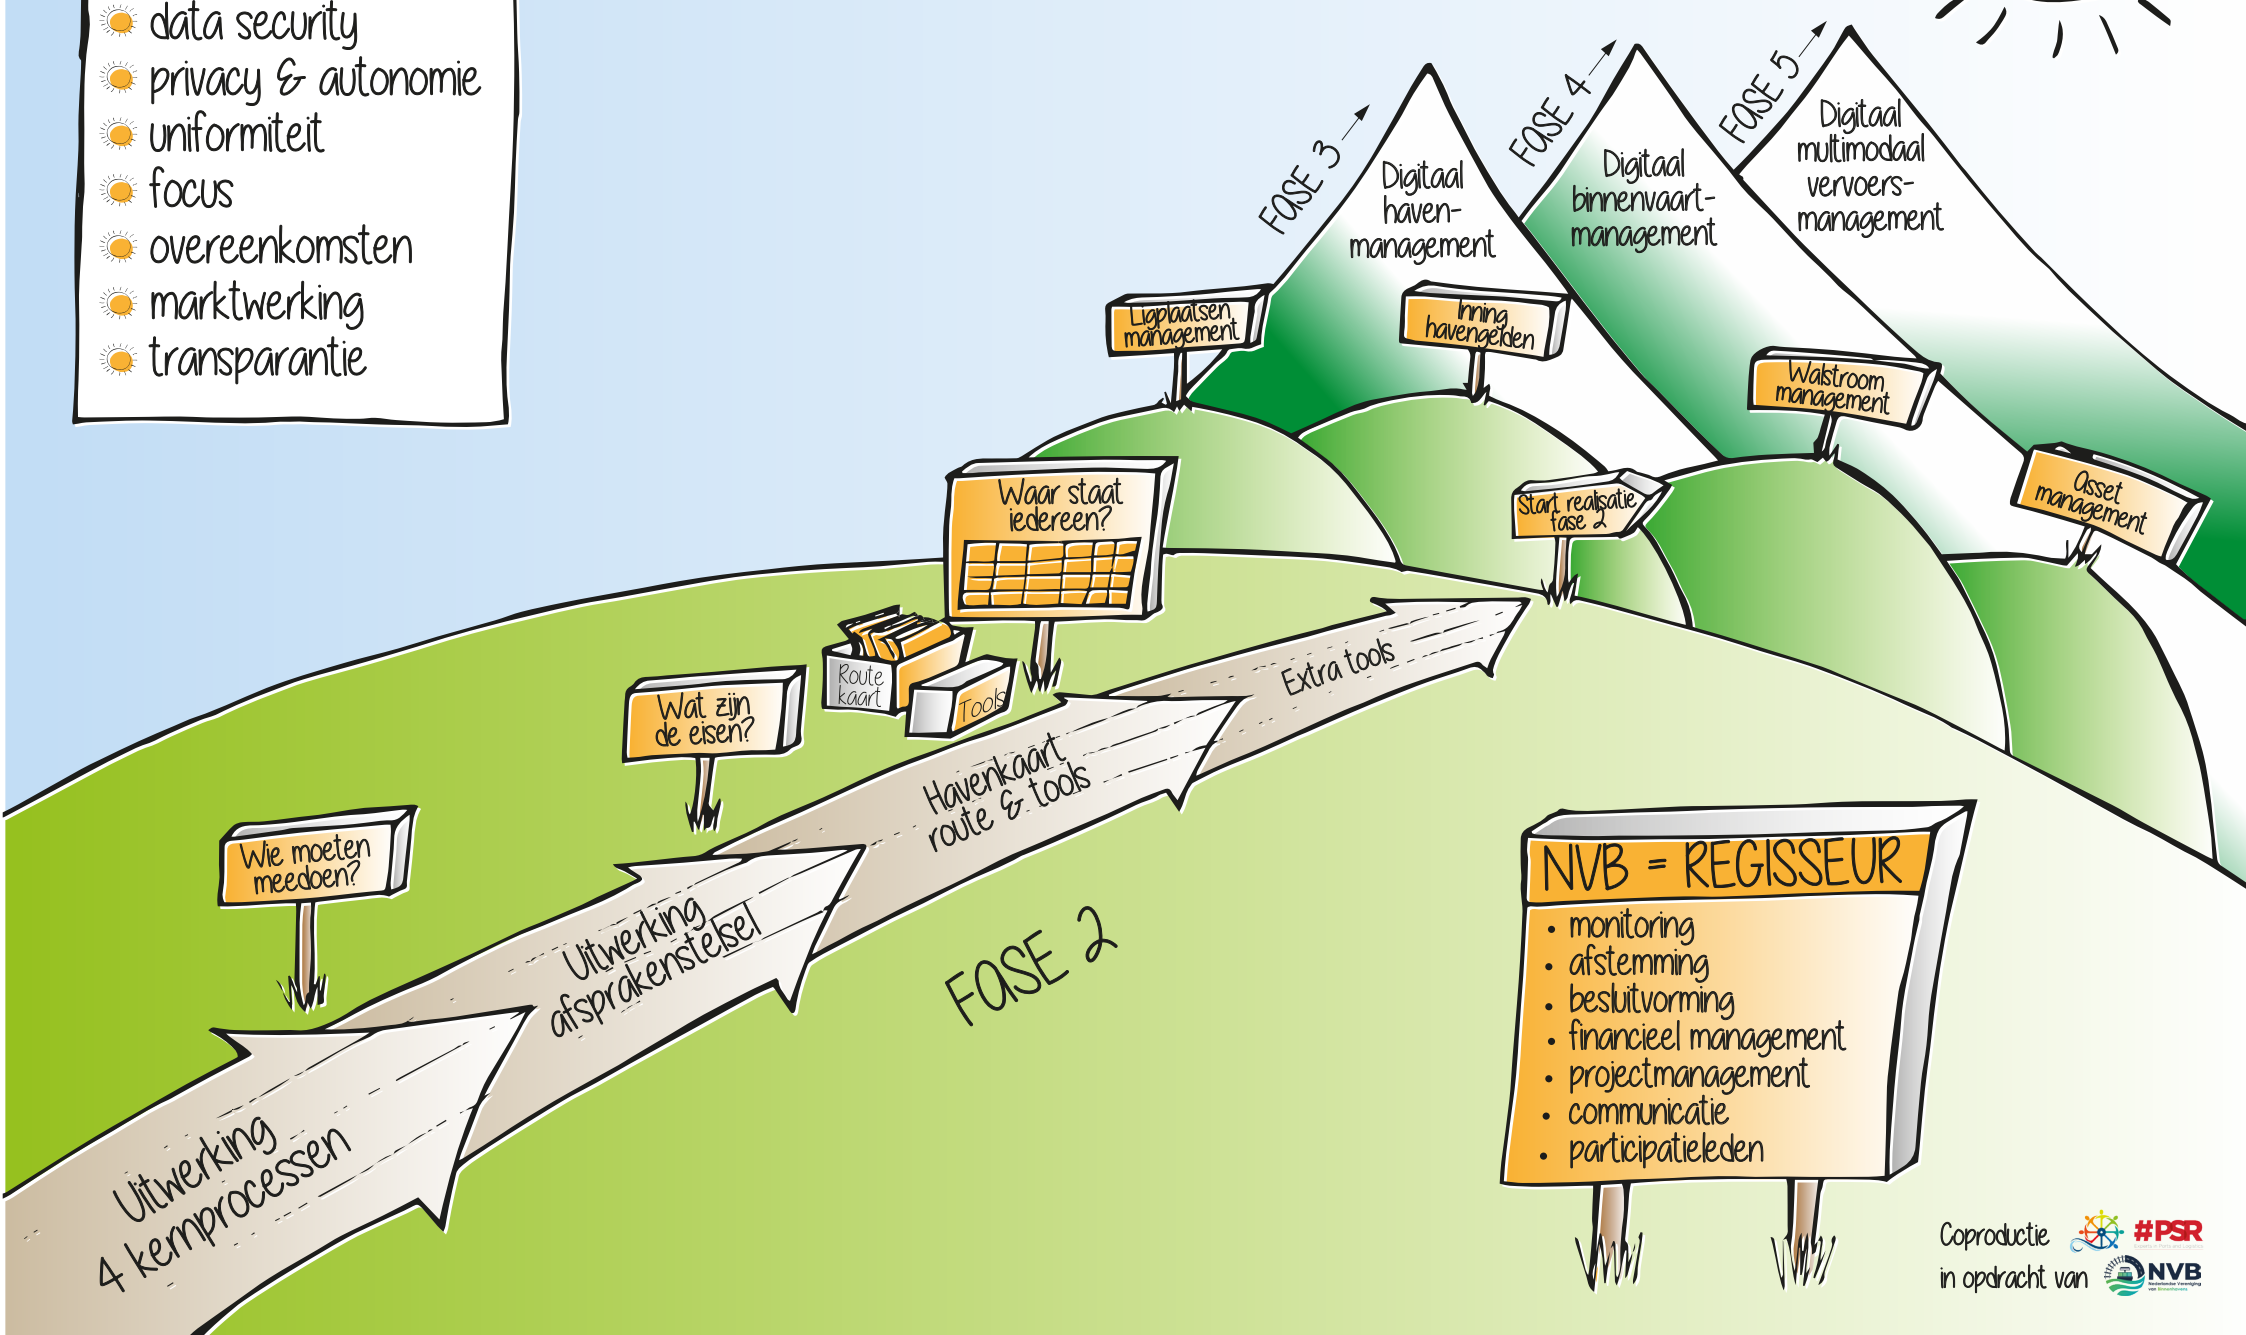 data security
privacy & autonomie
uniformiteit
focus
overeenkomsten
marktwerking
transparantie
FASE 3
Digitaal
haven-
management
FASE 4
Digitaal
binnenvaart-
management
FASE 5
Digitaal
multimodaal
vervoers-
management
Ligplaatsen
management
Inning
havengelden
Walstroom
management
Asset
management
Start realisatie
fase 2
Waar staat
iedereen?
Route
kaart
Tools
Wat zijn
de eisen?
Wie moeten
meedoen?
Extra tools
Havenkaart
route & tools
Uitwerking
afsprakenstelsel
Uitwerking
4 kernprocessen
FASE 2
NVB = REGISSEUR
• monitoring
• afstemming
• besluitvorming
• financieel management
• projectmanagement
• communicatie
• participatieleden
Coproductie
#PSR
in opdracht van
NVB
Nederlandse Vereniging
van Binnenhavens